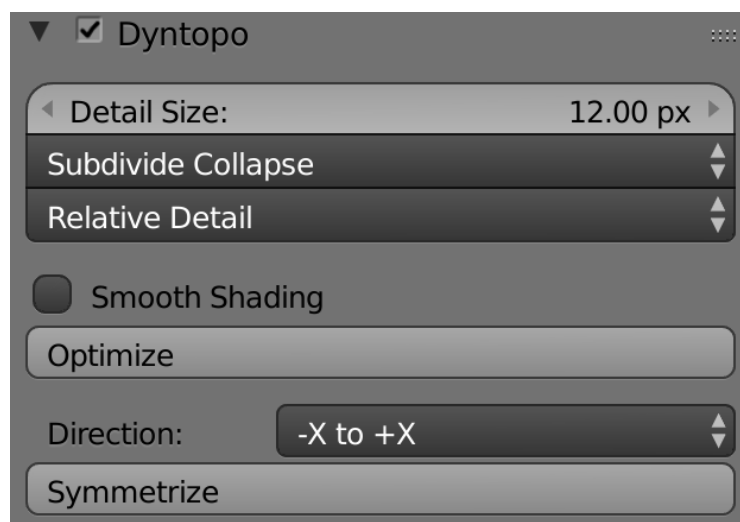 Dyntopo
Detail Size: 12.00 px
Subdivide Collapse
Relative Detail
Smooth Shading
Optimize
Direction: -X to +X
Symmetrize